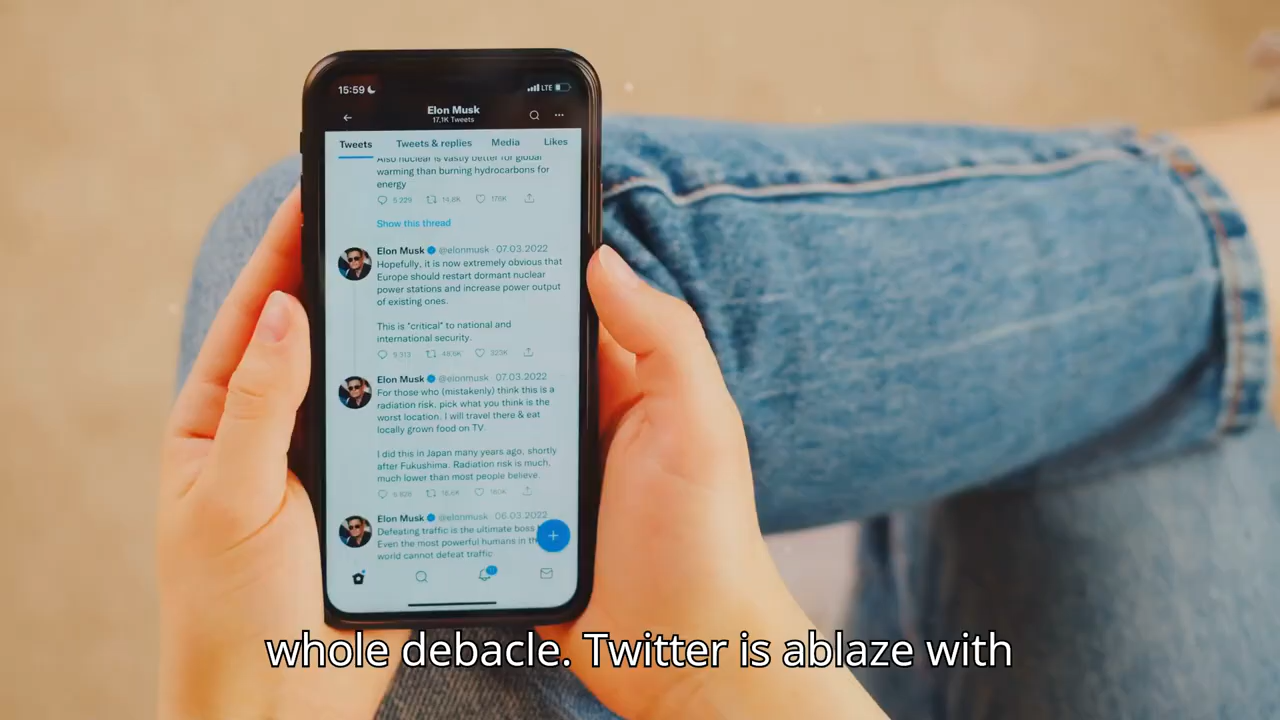 15:59
LTE
Elon Musk
17,1K Tweets
Tweets
Tweets & replies
Media
Likes
Also nuclear is vastly better for global
warming than burning hydrocarbons for
energy
5 229
14,8K
Show this thread
Elon Musk @elonmusk · 07.03.2022
Hopefully, it is now extremely obvious that
Europe should restart dormant nuclear
power stations and increase power output
of existing ones.
This is “critical” to national and
international security.
323K
Elon Musk @elonmusk · 07.03.2022
For those who (mistakenly) think this is a
radiation risk, pick what you think is the
worst location. I will travel there & eat
locally grown food on TV.
I did this in Japan many years ago, shortly
after Fukushima. Radiation risk is much,
much lower than most people believe.
Elon Musk @elonmusk · 06.03.2022
Defeating traffic is the ultimate boss
Even the most powerful humans in th
world cannot defeat traffic
whole debacle. Twitter is ablaze with